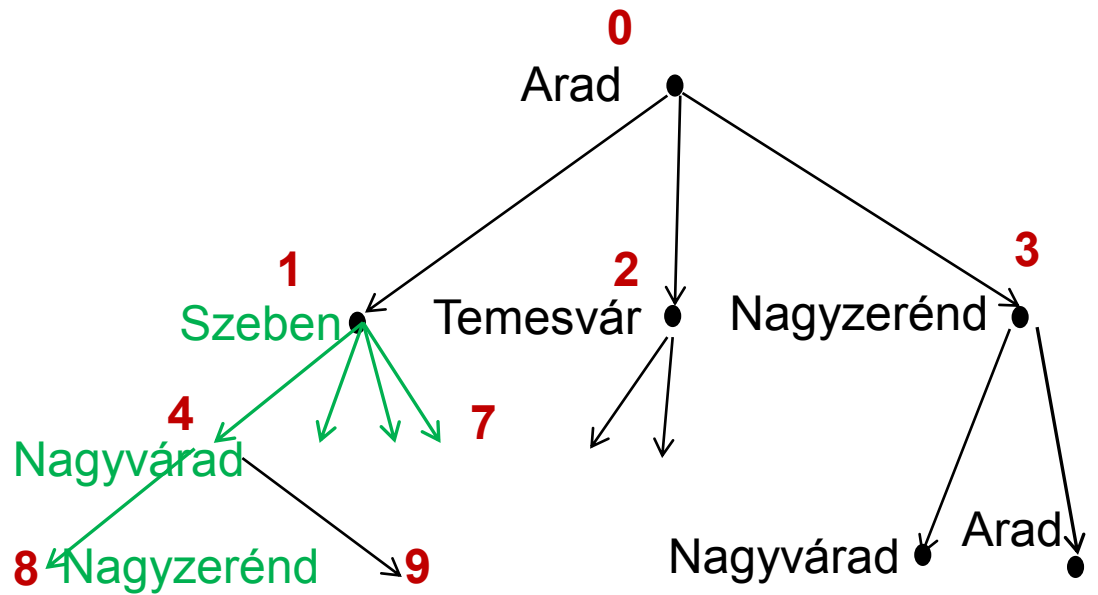 0
Arad
1
2
3
Szeben
Temesvár
Nagyzerénd
4
7
Nagyvárad
8
Nagyzerénd
9
Nagyvárad
Arad